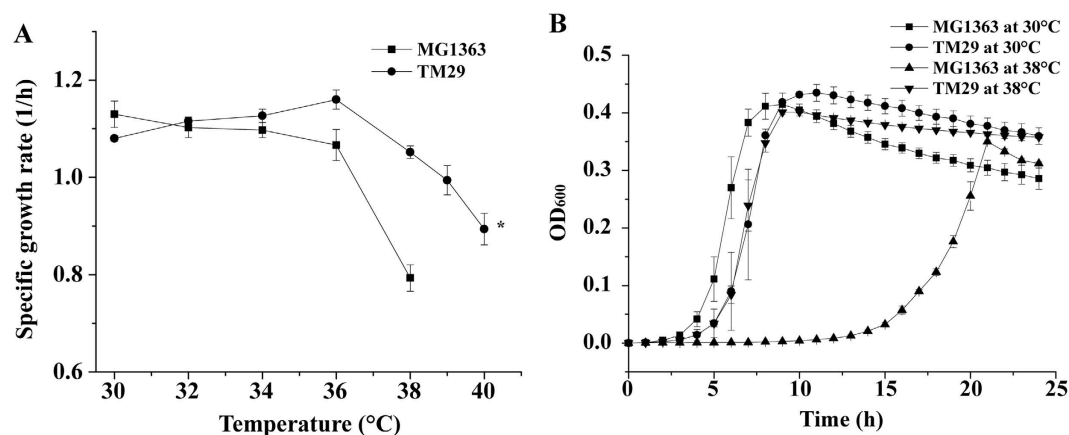 A
MG1363
TM29
Specific growth rate (1/h)
1.2
1.0
0.8
0.6
*
30 32 34 36 38 40
Temperature (°C)
B
MG1363 at 30°C
TM29 at 30°C
MG1363 at 38°C
TM29 at 38°C
OD600
0.5
0.4
0.3
0.2
0.1
0.0
0 5 10 15 20 25
Time (h)